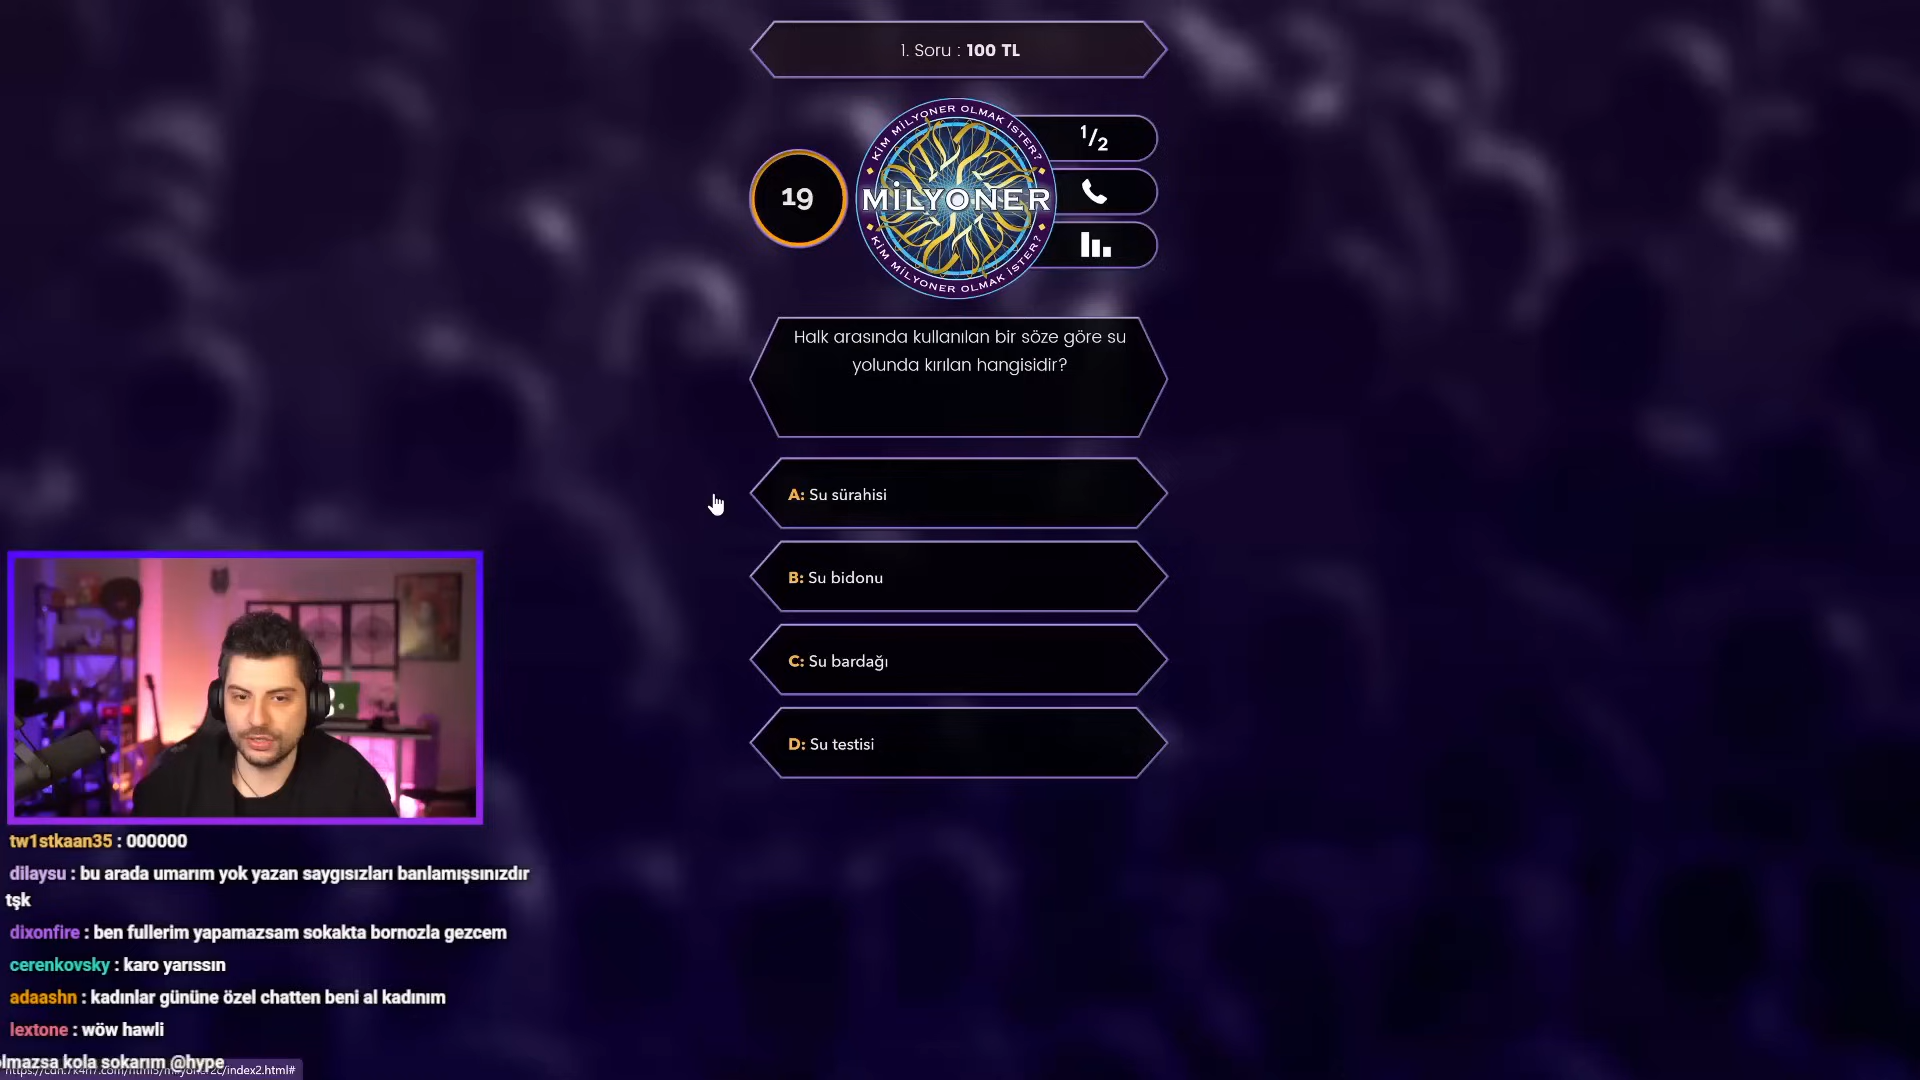 1. Soru : 100 TL
KİM MİLYONER OLMAK İSTER?
19
MİLYONER
KİM MİLYONER OLMAK İSTER?
1/2
Halk arasında kullanılan bir söze göre su
yolunda kırılan hangisidir?
A: Su sürahisi
B: Su bidonu
C: Su bardağı
D: Su testisi
tw1stkaan35 : 000000
dilaysu : bu arada umarım yok yazan saygısızları banlamışsınızdır
tşk
dixonfire : ben fullerim yapamazsam sokakta bornozla gezcem
cerenkovsky : karo yarıssın
adaashn : kadınlar gününe özel chatten beni al kadınım
lextone : wöw hawli
olmazsa kola sokarım @hype
index2.html#